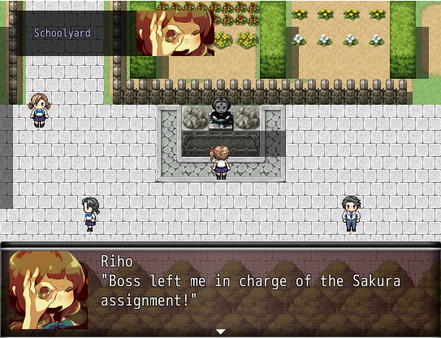 Schoolyard
Riho
"Boss left me in charge of the Sakura
assignment!"